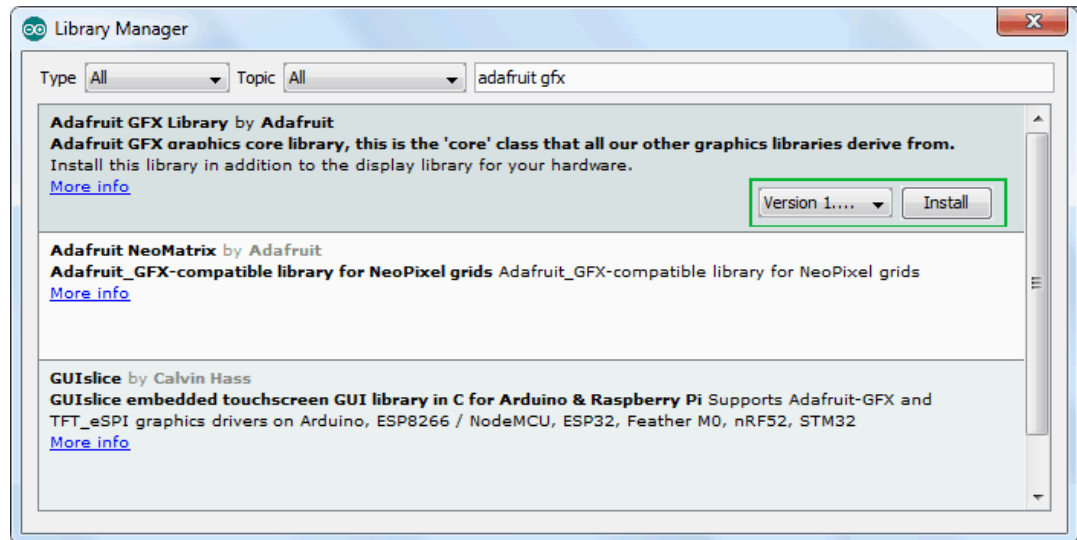 Library Manager
Type All Topic All adafruit gfx
Adafruit GFX Library by Adafruit
Adafruit GFX graphics core library, this is the 'core' class that all our other graphics libraries derive from.
Install this library in addition to the display library for your hardware.
More info
Version 1.... Install
Adafruit NeoMatrix by Adafruit
Adafruit_GFX-compatible library for NeoPixel grids Adafruit_GFX-compatible library for NeoPixel grids
More info
GUIslice by Calvin Hass
GUIslice embedded touchscreen GUI library in C for Arduino & Raspberry Pi Supports Adafruit-GFX and
TFT_eSPI graphics drivers on Arduino, ESP8266 / NodeMCU, ESP32, Feather M0, nRF52, STM32
More info